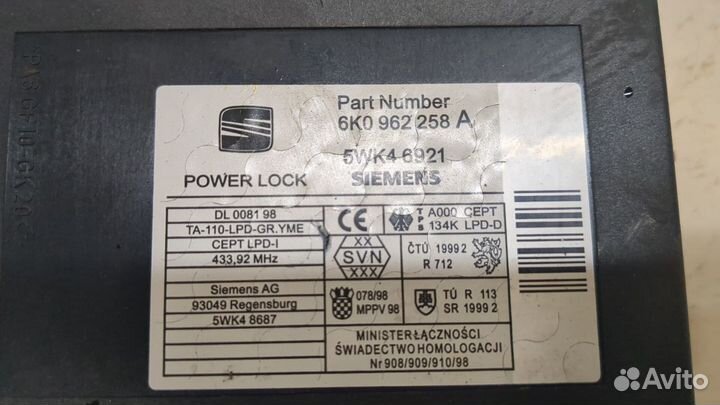 Part Number
6K0 962 258 A
5WK4 6921
POWER LOCK SIEMENS
DL 0081 98
TA-110-LPD-GR.YME
CEPT LPD-I
433,92 MHz
CE
TPS A000 CEPT
134K LPD-D
XX
SVN
XXX
ČTÚ 1999 2
R 712
Siemens AG
93049 Regensburg
5WK4 8687
078/98
MPPV 98
TÚ R 113
SR 1999 2
MINISTER ŁĄCZNOŚCI
ŚWIADECTWO HOMOLOGACJI
Nr 908/909/910/98
Avito